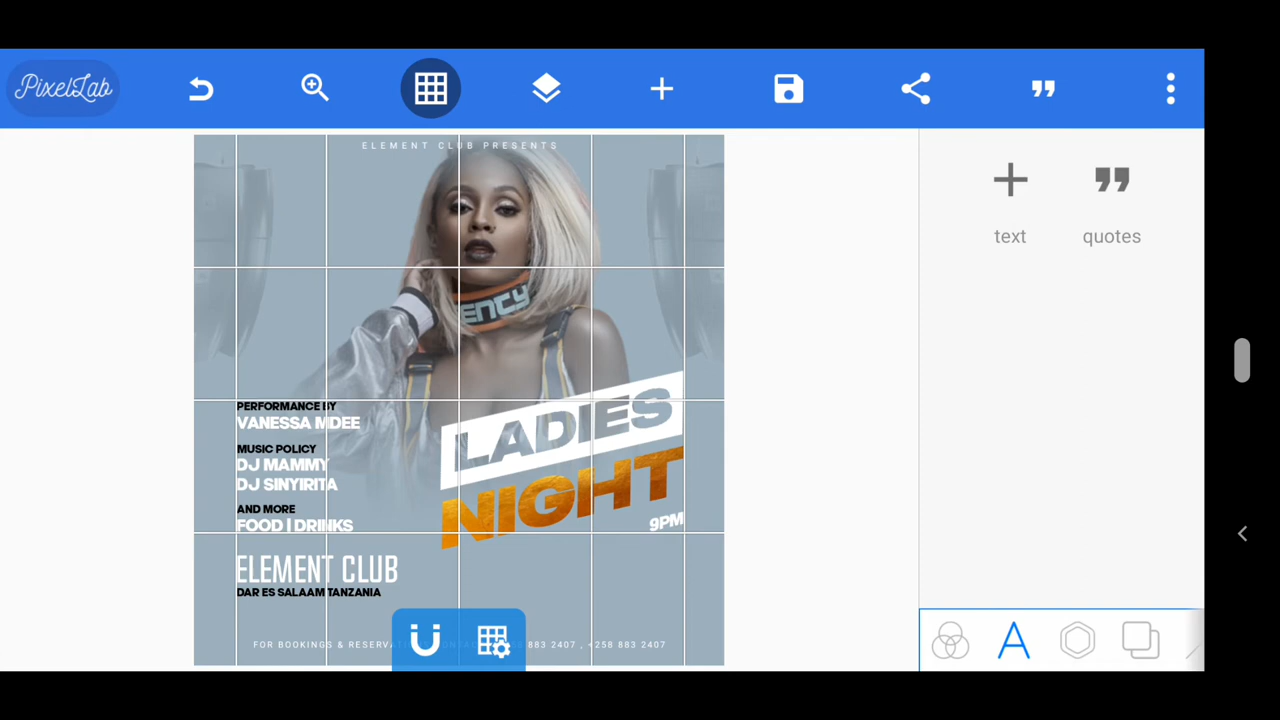 PixelLab
ELEMENT CLUB PRESENTS
ENCY
PERFORMANCE BY
VANESSA MDEE
MUSIC POLICY
DJ MAMMY
DJ SINYIRITA
AND MORE
FOOD | DRINKS
LADIES
NIGHT
9PM
ELEMENT CLUB
DAR ES SALAAM TANZANIA
FOR BOOKINGS & 883 2407 , +258 883 2407
text
quotes